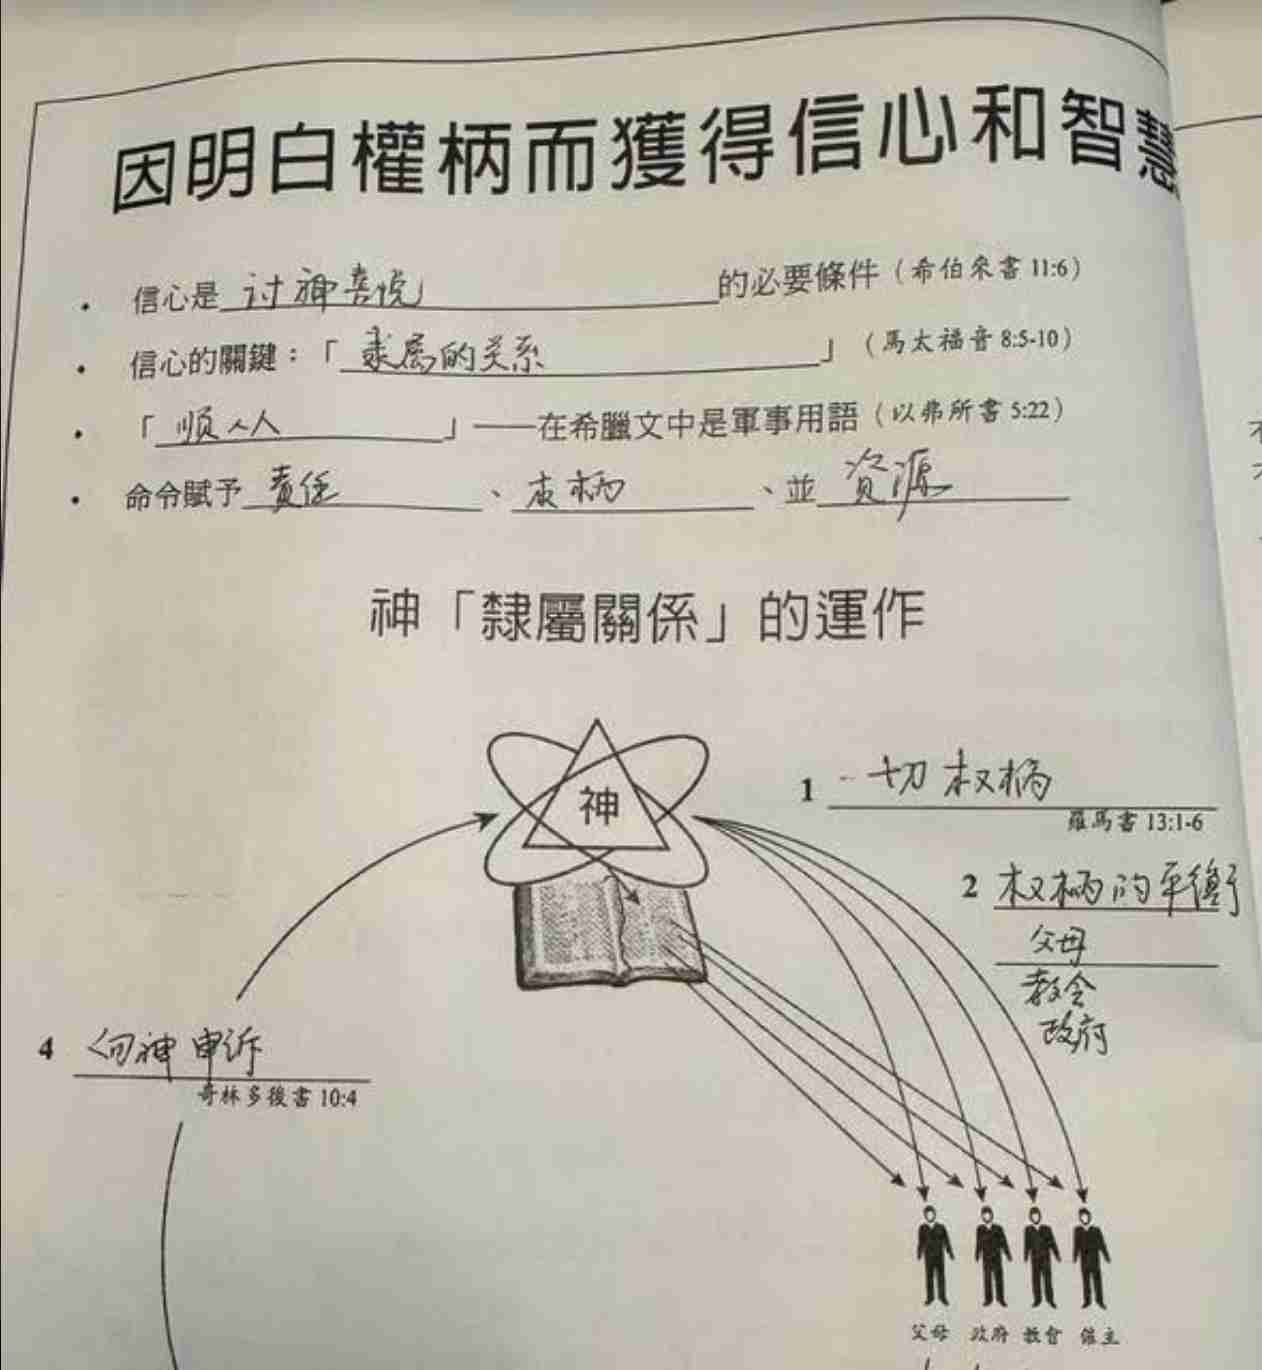 因明白權柄而獲得信心和智慧
• 信心是 讨神喜悦 的必要條件（希伯來書 11:6）
• 信心的關鍵：「隶属的关系」（馬太福音 8:5-10）
• 「顺从」——在希臘文中是軍事用語（以弗所書 5:22）
• 命令賦予 責任、权柄、並 資源
神「隸屬關係」的運作
神
1 一切权柄
羅馬書 13:1-6
2 权柄的平衡
父母
教会
政府
4 向神申诉
哥林多後書 10:4
父母 政府 教會 僱主